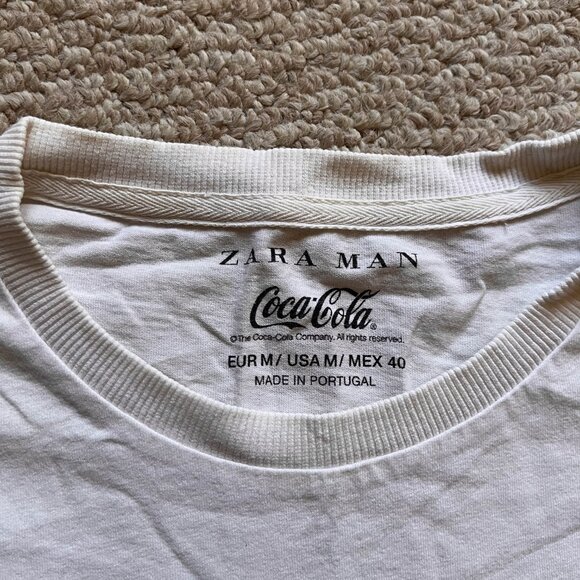 ZARA MAN
Coca-Cola®
©The Coca-Cola Company. All rights reserved.
EUR M/ USA M/ MEX 40
MADE IN PORTUGAL